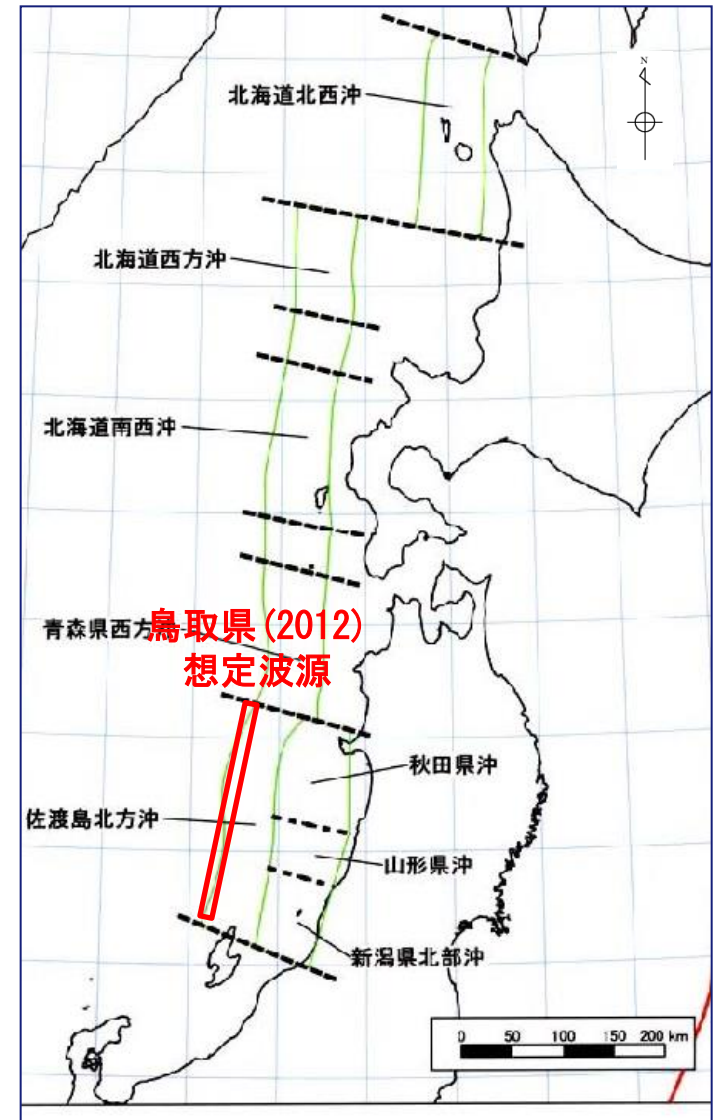 N
北海道北西沖
北海道西方沖
北海道南西沖
青森県西方
鳥取県(2012)
想定波源
秋田県沖
佐渡島北方沖
山形県沖
新潟県北部沖
0 50 100 150 200 km